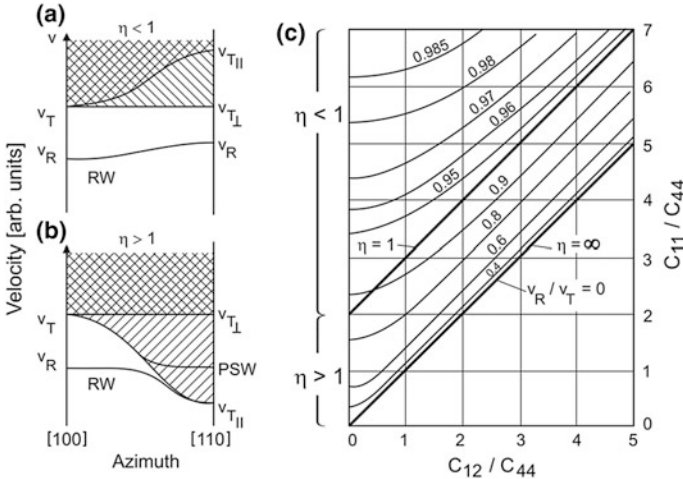 (a)
v
η < 1
v_T||
v_T
v_T⊥
v_R
v_R
RW
(b)
η > 1
v_T
v_T⊥
v_R
PSW
RW
v_T||
[100]
[110]
Azimuth
Velocity [arb. units]
(c)
η < 1
η > 1
0.985
0.98
0.97
0.96
0.95
0.9
0.8
0.6
0.4
η = 1
η = ∞
v_R / v_T = 0
7
6
5
4
3
2
1
0
C₁₁ / C₄₄
0 1 2 3 4 5
C₁₂ / C₄₄